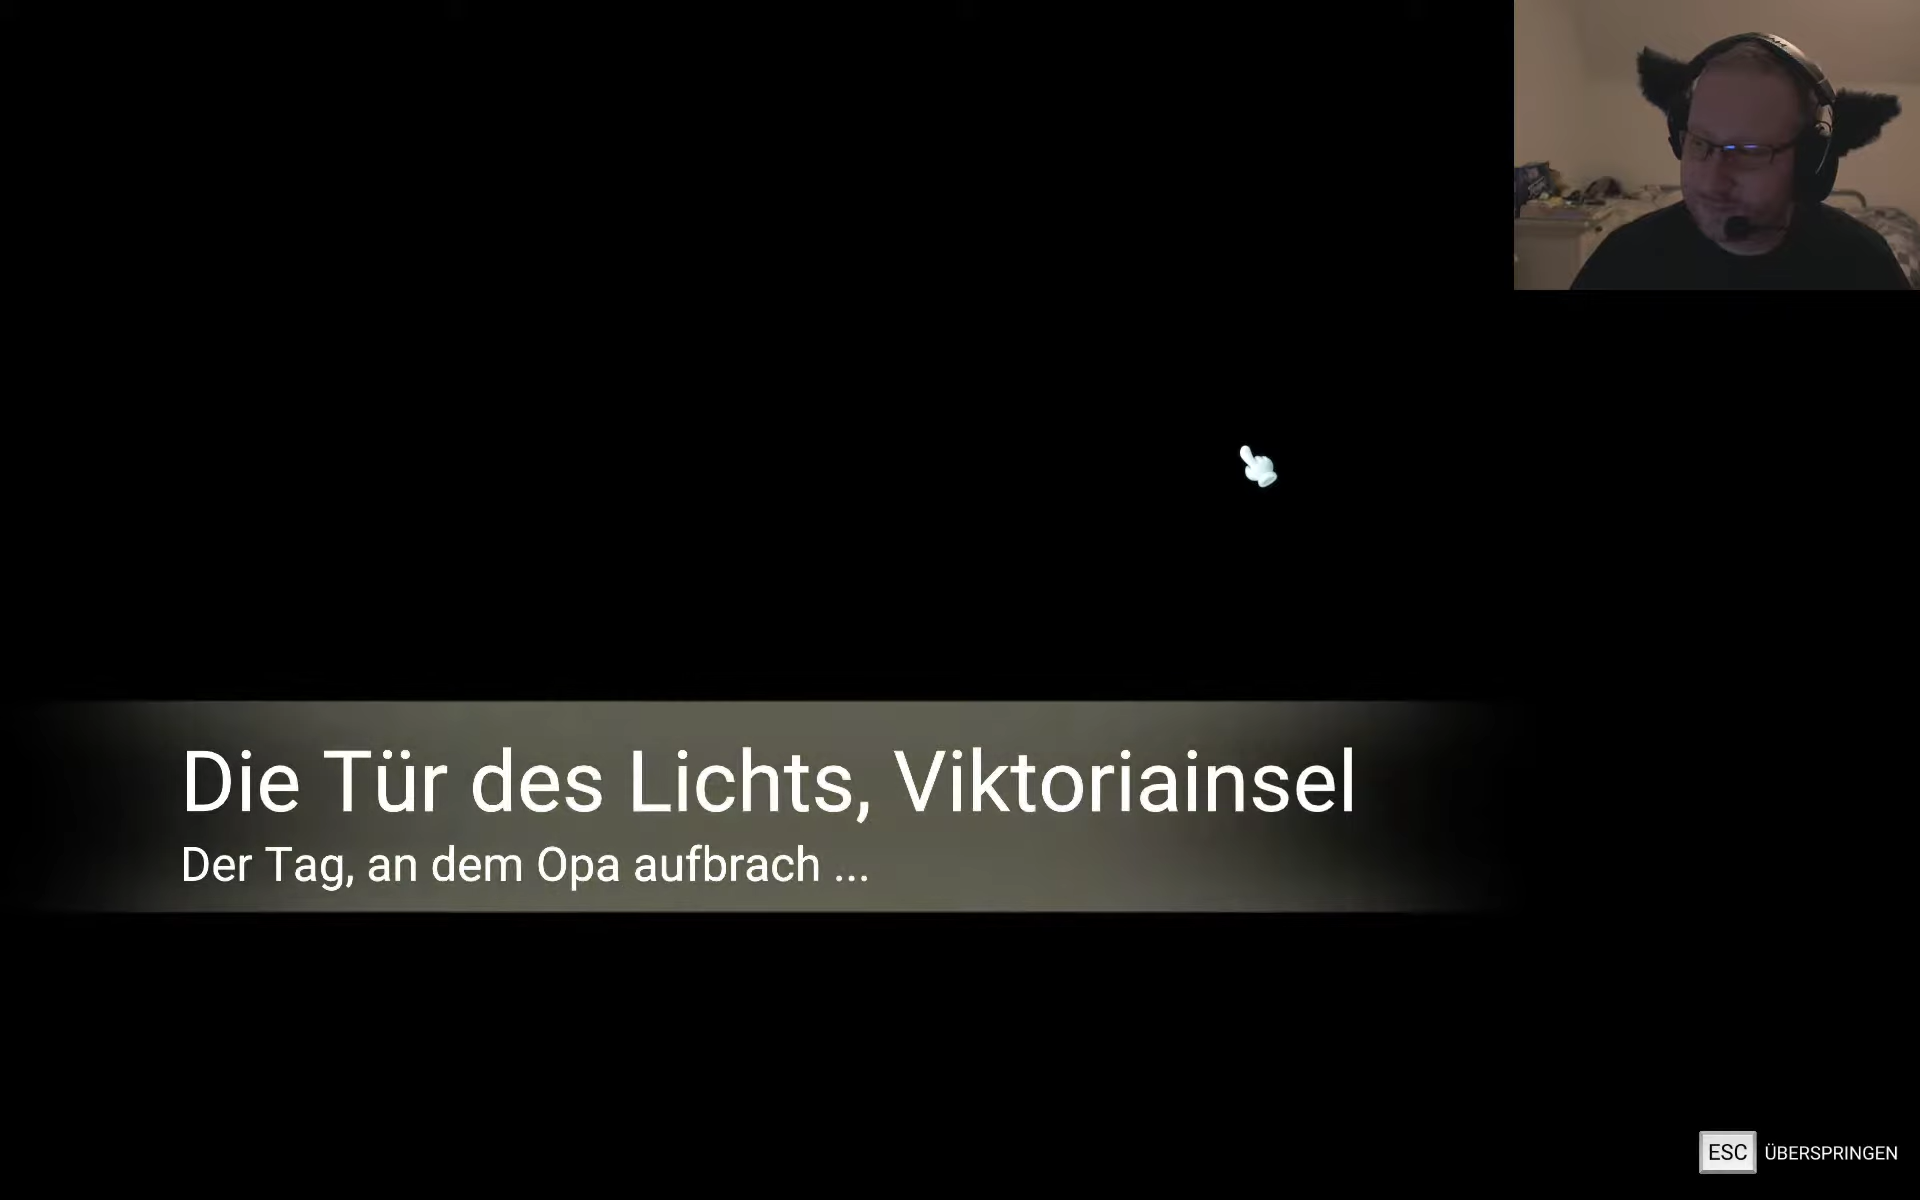 Die Tür des Lichts, Viktoriainsel
Der Tag, an dem Opa aufbrach ...
ESC ÜBERSPRINGEN